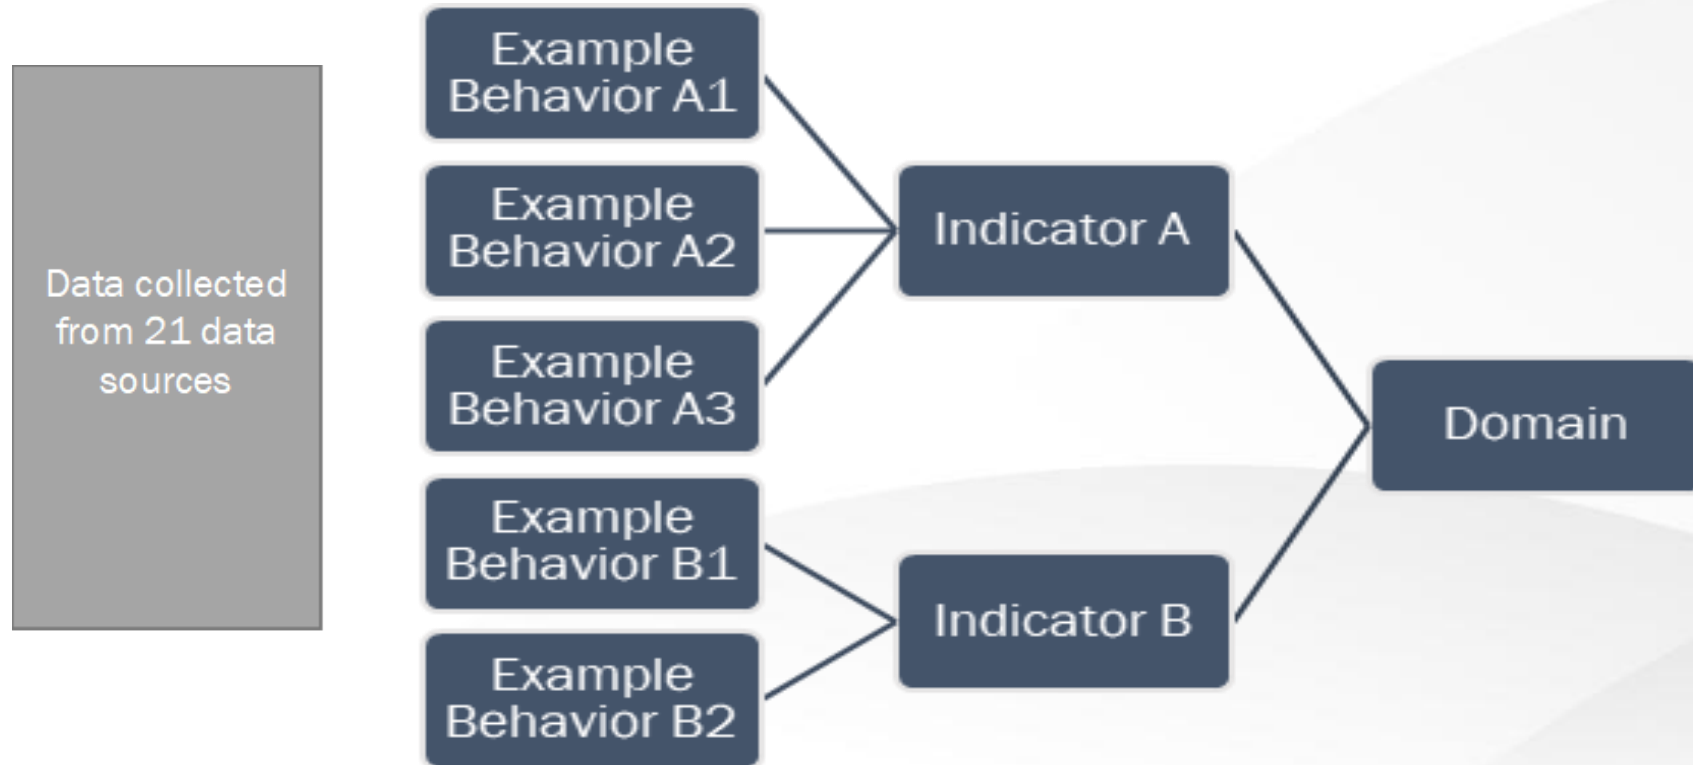 Data collected
from 21 data
sources
Example
Behavior A1
Example
Behavior A2
Example
Behavior A3
Example
Behavior B1
Example
Behavior B2
Indicator A
Indicator B
Domain